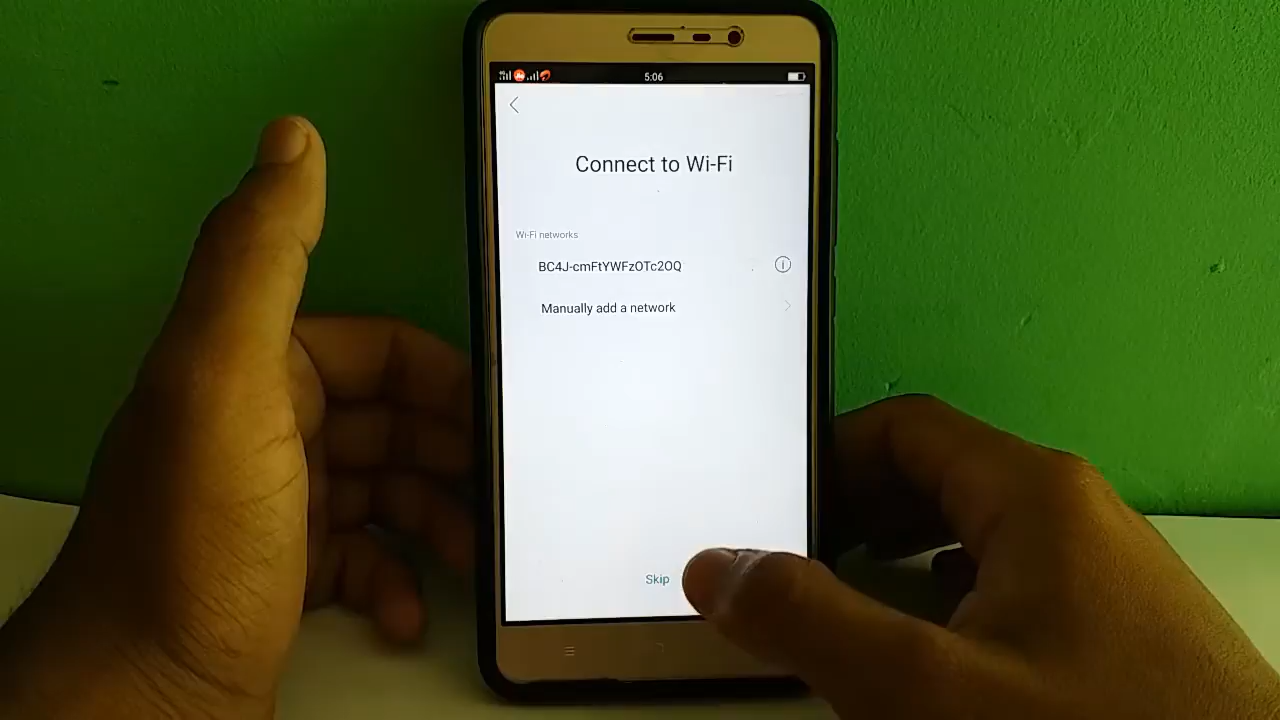 5:06
Connect to Wi-Fi
Wi-Fi networks
BC4J-cmFtYWFzOTc2OQ
Manually add a network
Skip